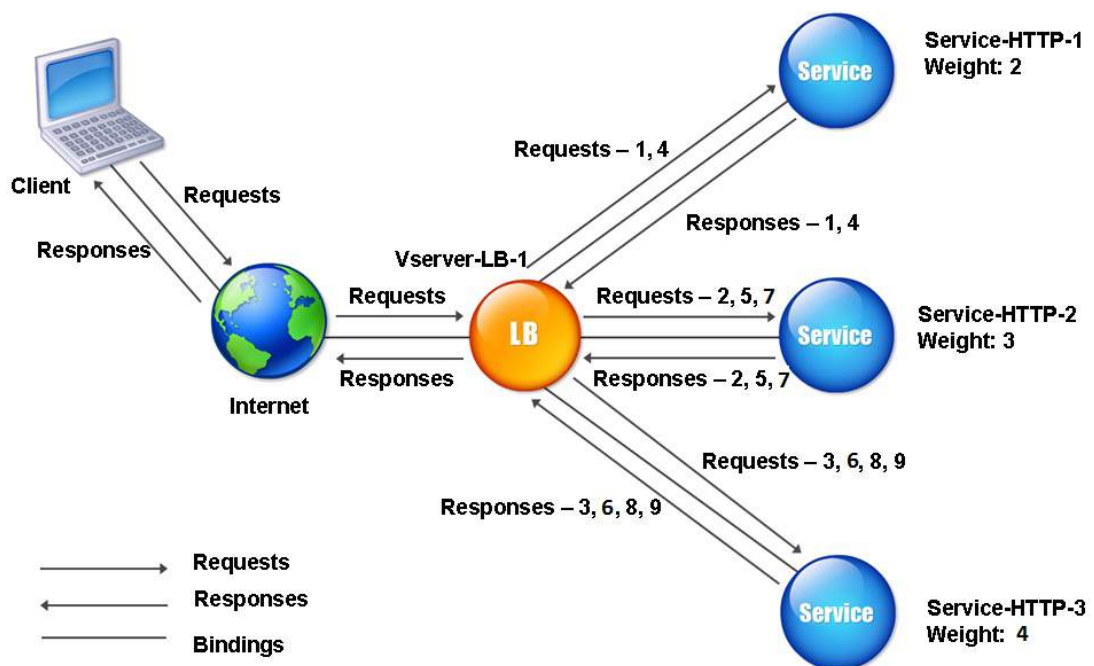 Service-HTTP-1
Weight: 2
Service
Requests – 1, 4
Client
Requests
Responses
Responses – 1, 4
Vserver-LB-1
Requests
Requests – 2, 5, 7
Service-HTTP-2
Weight: 3
LB
Service
Responses
Responses – 2, 5, 7
Internet
Requests – 3, 6, 8, 9
Responses – 3, 6, 8, 9
Requests
Responses
Bindings
Service
Service-HTTP-3
Weight: 4